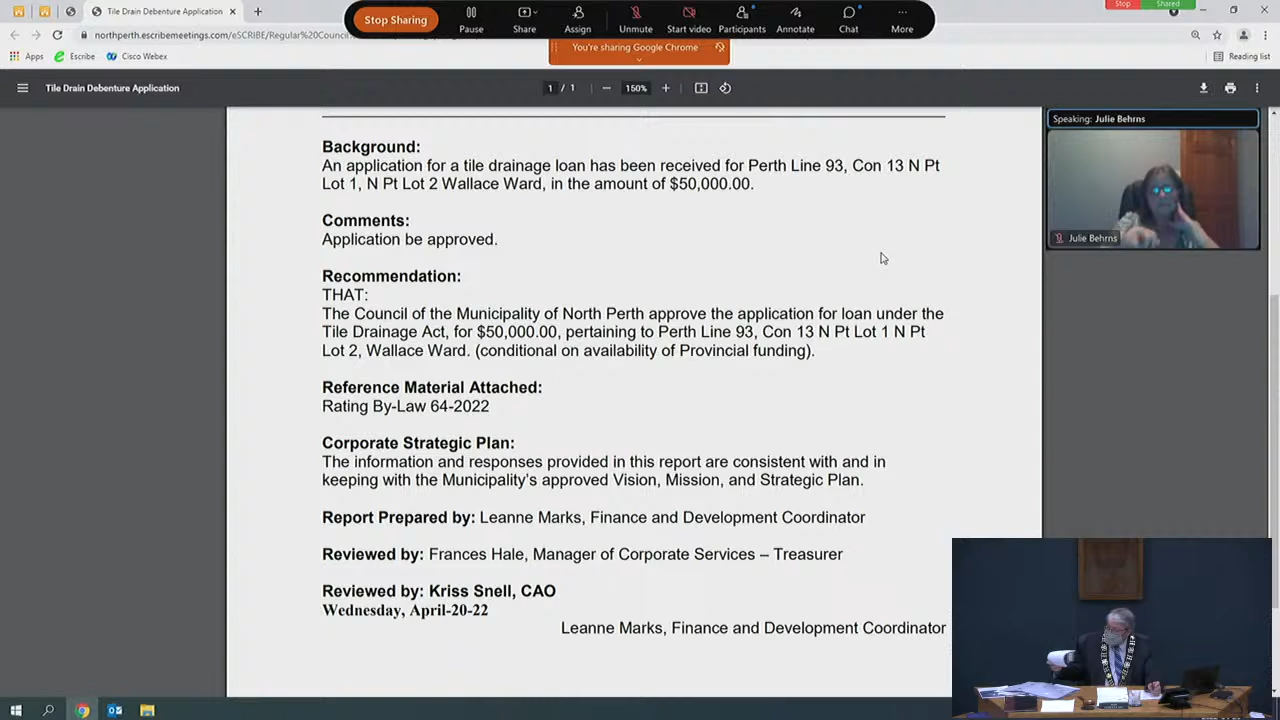 Tile Drain Debenture Application
Stop Sharing
Pause
Share
Assign
Unmute
Start video
Participants
Annotate
Chat
More
Stop
Shared
northperth.escribemeetings.com/eSCRIBE/Regular%20Counci
You're sharing Google Chrome
Apps
Escribe
Cisco Webex
Reading list
Tile Drain Debenture Application
1 / 1
150%
Background:
An application for a tile drainage loan has been received for Perth Line 93, Con 13 N Pt
Lot 1, N Pt Lot 2 Wallace Ward, in the amount of $50,000.00.
Comments:
Application be approved.
Recommendation:
THAT:
The Council of the Municipality of North Perth approve the application for loan under the
Tile Drainage Act, for $50,000.00, pertaining to Perth Line 93, Con 13 N Pt Lot 1 N Pt
Lot 2, Wallace Ward. (conditional on availability of Provincial funding).
Reference Material Attached:
Rating By-Law 64-2022
Corporate Strategic Plan:
The information and responses provided in this report are consistent with and in
keeping with the Municipality's approved Vision, Mission, and Strategic Plan.
Report Prepared by: Leanne Marks, Finance and Development Coordinator
Reviewed by: Frances Hale, Manager of Corporate Services – Treasurer
Reviewed by: Kriss Snell, CAO
Wednesday, April-20-22
Leanne Marks, Finance and Development Coordinator
Speaking: Julie Behrns
Julie Behrns